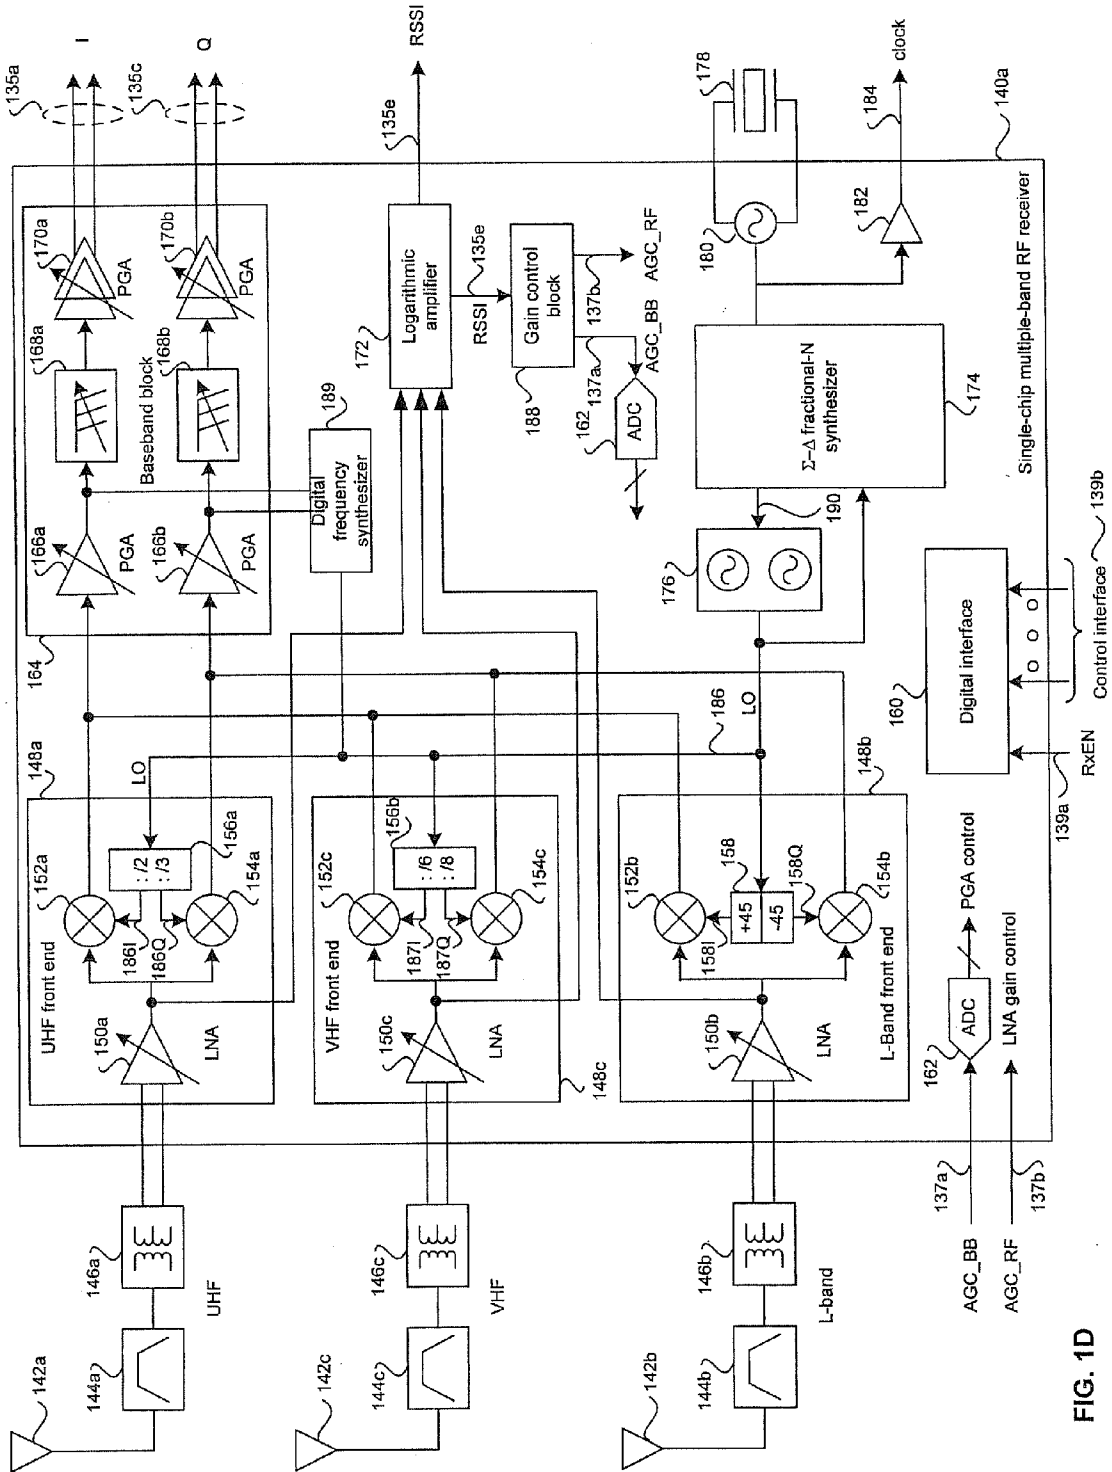 142a
144a
146a
UHF
142c
144c
146c
VHF
142b
144b
146b
L-band
UHF front end
150a
LNA
152a
186I
186Q
:/2
:/3
156a
154a
148a
LO
VHF front end
150c
LNA
152c
187I
187Q
:/6
:/8
156b
154c
148c
L-Band front end
150b
LNA
152b
158I
+45
-45
158
158Q
154b
148b
186
LO
164
166a
PGA
166b
PGA
Baseband block
168a
168b
170a
PGA
170b
PGA
135a
I
135c
Q
Digital
frequency
synthesizer
189
172
Logarithmic
amplifier
135e
RSSI
RSSI
135e
188
Gain control
block
137a
137b
AGC_BB
AGC_RF
162
ADC
176
190
Σ–Δ fractional-N
synthesizer
174
180
178
182
184
clock
Single-chip multiple-band RF receiver
140a
160
Digital interface
RxEN
139a
Control interface
139b
AGC_BB
137a
162
ADC
PGA control
AGC_RF
137b
LNA gain control
FIG. 1D